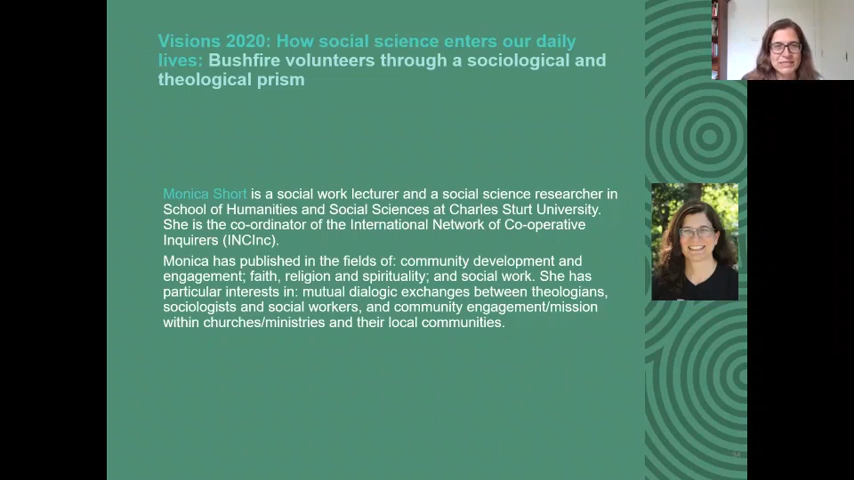 Visions 2020: How social science enters our daily
lives: Bushfire volunteers through a sociological and
theological prism
Monica Short is a social work lecturer and a social science researcher in
School of Humanities and Social Sciences at Charles Sturt University.
She is the co-ordinator of the International Network of Co-operative
Inquirers (INCInc).
Monica has published in the fields of: community development and
engagement; faith, religion and spirituality; and social work. She has
particular interests in: mutual dialogic exchanges between theologians,
sociologists and social workers, and community engagement/mission
within churches/ministries and their local communities.